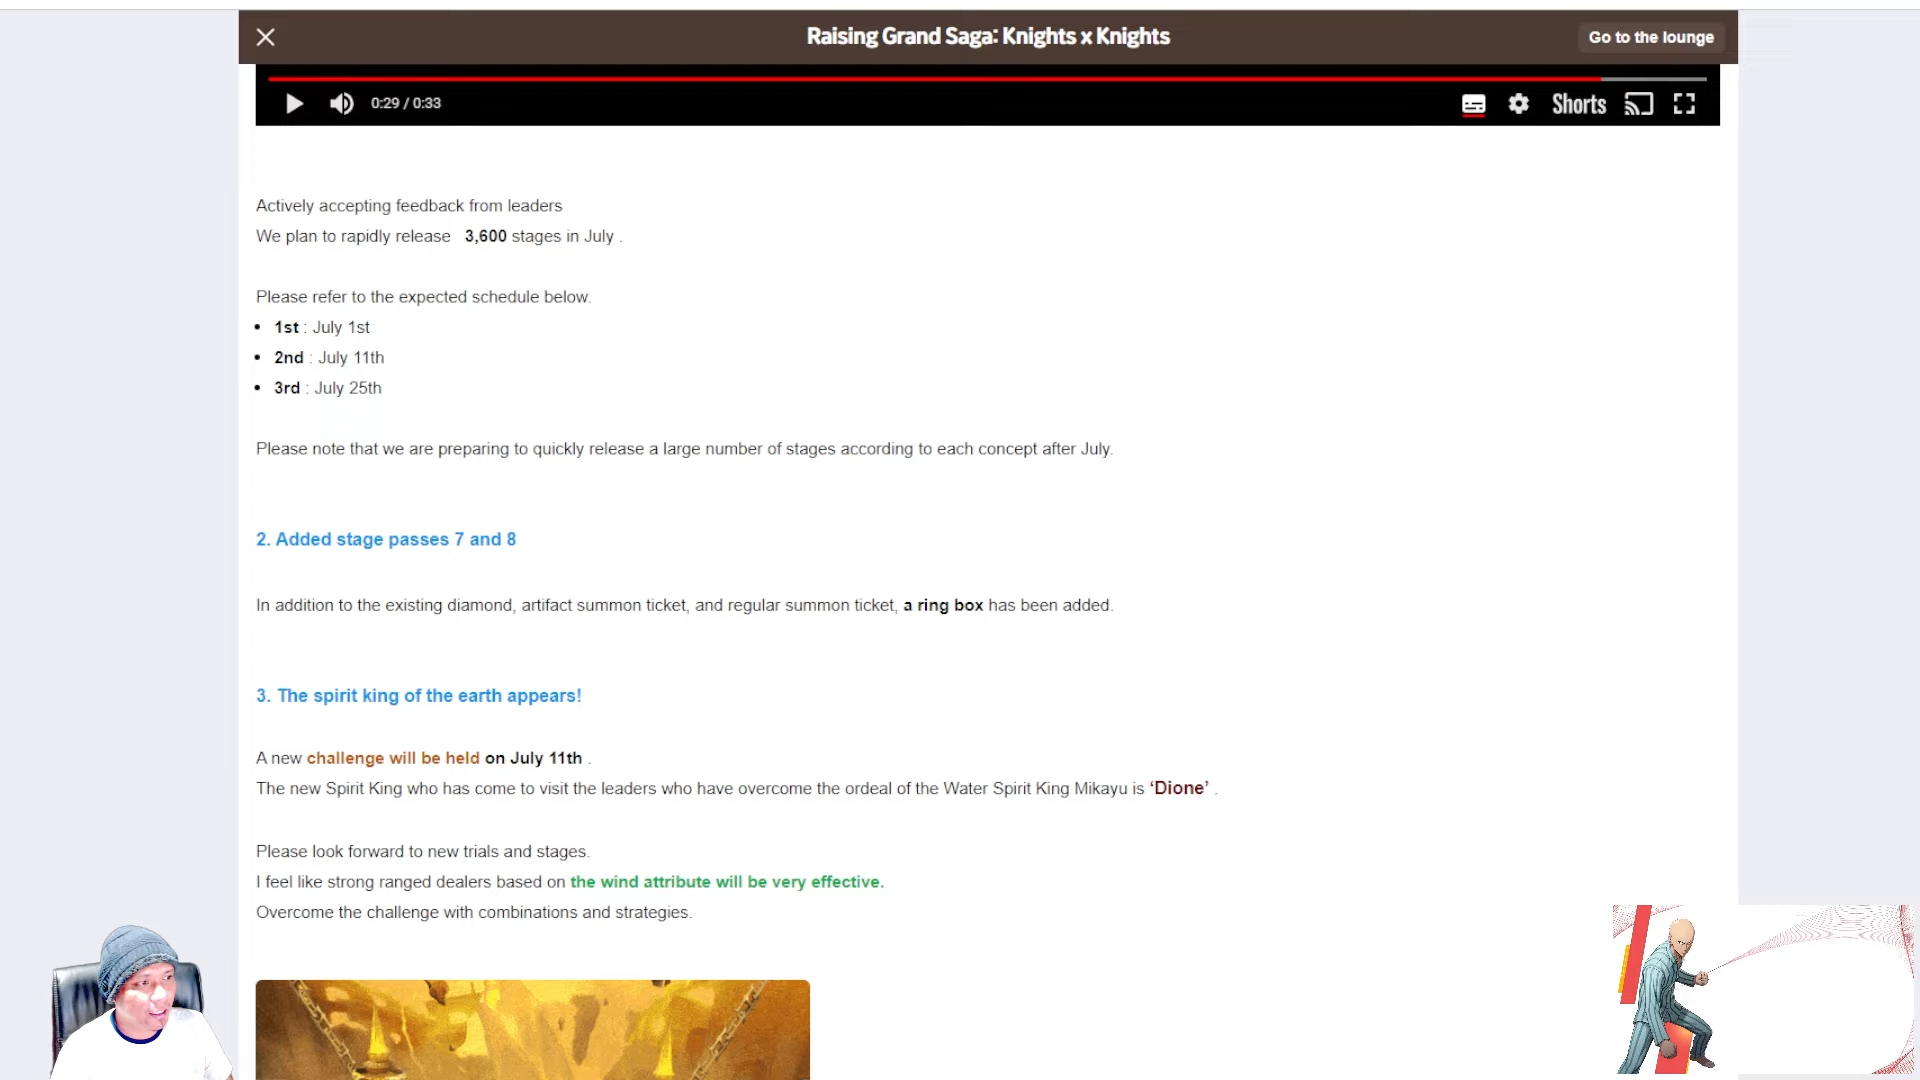 Raising Grand Saga: Knights x Knights
Go to the lounge
0:29 / 0:33
Shorts
Actively accepting feedback from leaders
We plan to rapidly release 3,600 stages in July .
Please refer to the expected schedule below.
• 1st : July 1st
• 2nd : July 11th
• 3rd : July 25th
Please note that we are preparing to quickly release a large number of stages according to each concept after July.
2. Added stage passes 7 and 8
In addition to the existing diamond, artifact summon ticket, and regular summon ticket, a ring box has been added.
3. The spirit king of the earth appears!
A new challenge will be held on July 11th .
The new Spirit King who has come to visit the leaders who have overcome the ordeal of the Water Spirit King Mikayu is ‘Dione’ .
Please look forward to new trials and stages.
I feel like strong ranged dealers based on the wind attribute will be very effective.
Overcome the challenge with combinations and strategies.